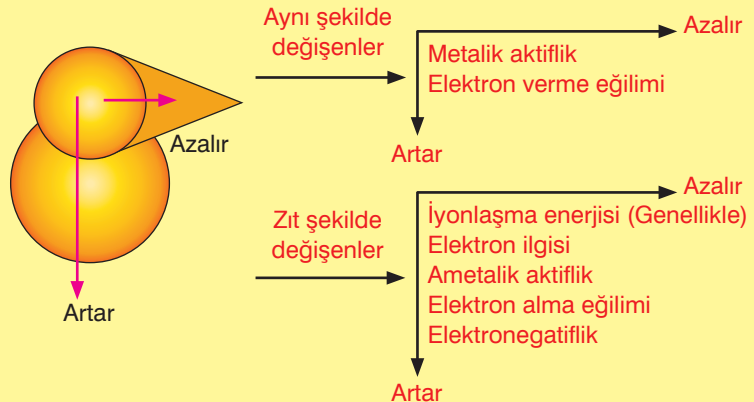 Azalır
Artar
Aynı şekilde
değişenler
Azalır
Metalik aktiflik
Elektron verme eğilimi
Artar
Zıt şekilde
değişenler
Azalır
İyonlaşma enerjisi (Genellikle)
Elektron ilgisi
Ametalik aktiflik
Elektron alma eğilimi
Elektronegatiflik
Artar